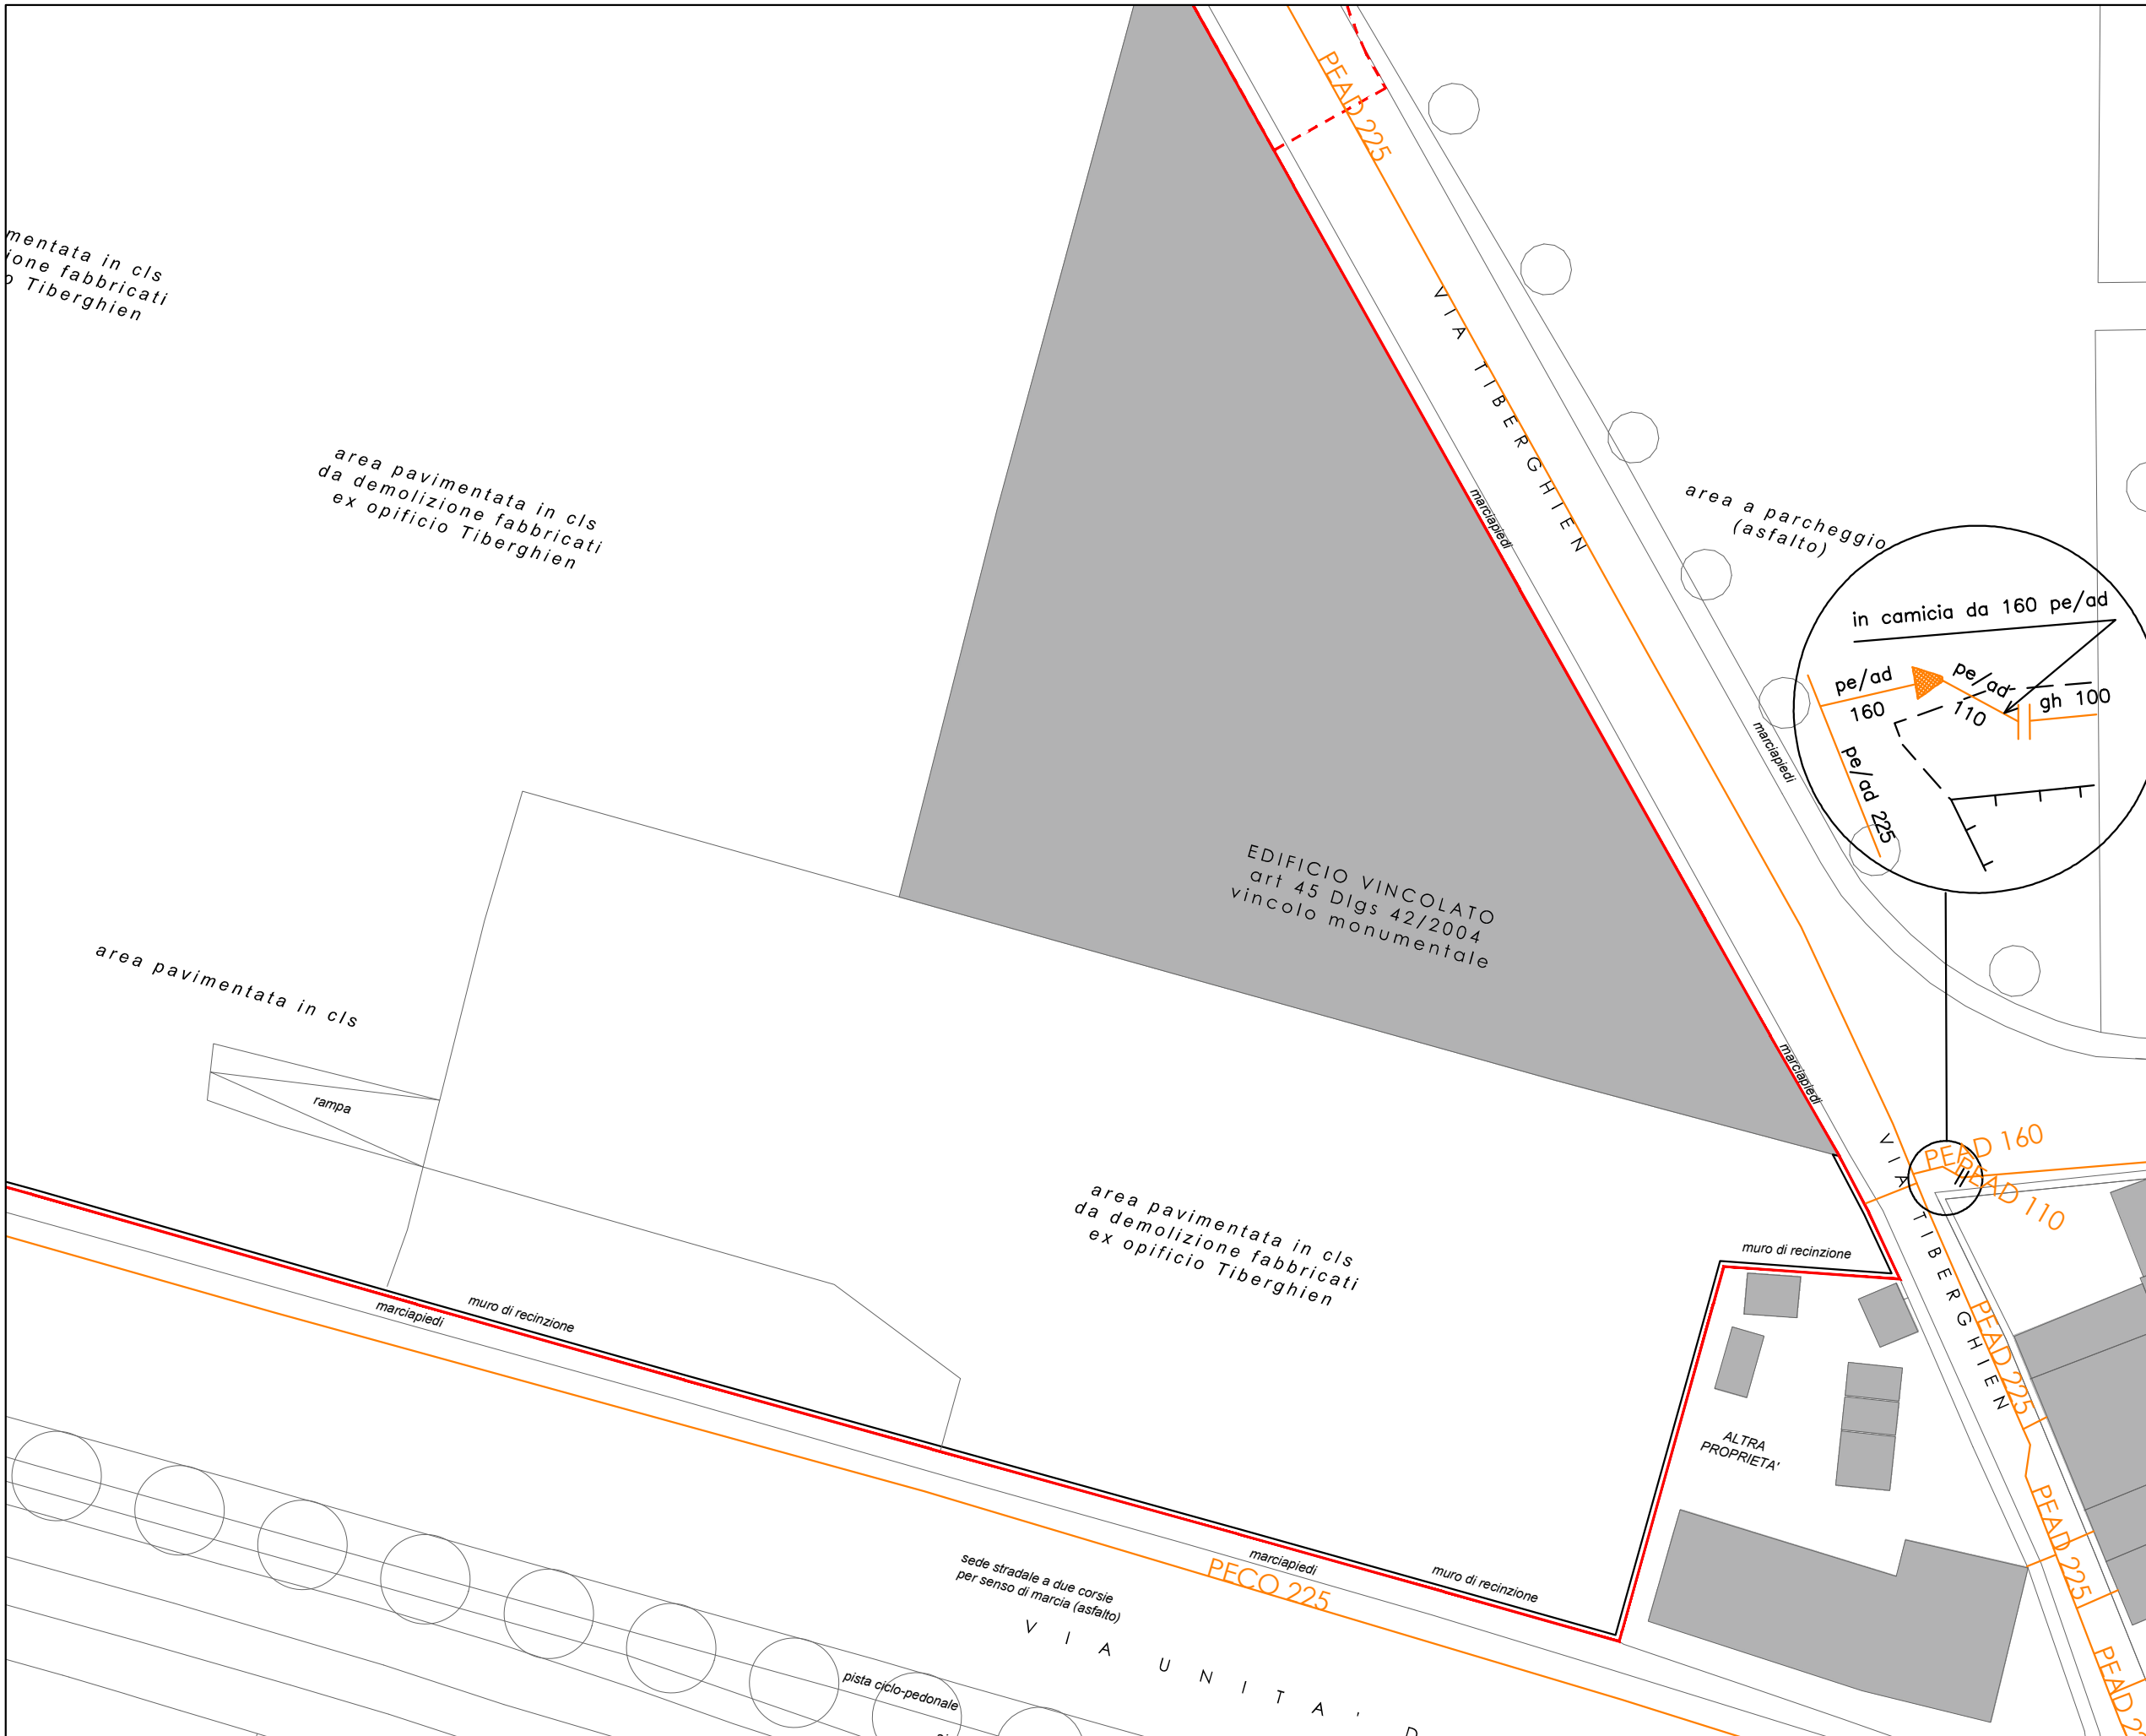 PEAD 225
mentata in cls
ione fabbricati
o Tiberghien
VIA TIBERGHIEN
area pavimentata in cls
da demolizione fabbricati
ex opificio Tiberghien
marciapiedi
area a parcheggio
(asfalto)
in camicia da 160 pe/ad
pe/ad
160
pe/ad
110
gh 100
pe/ad 225
marciapiedi
EDIFICIO VINCOLATO
art 45 Dlgs 42/2004
vincolo monumentale
area pavimentata in cls
rampa
marciapiedi
PEAD 160
PEAD 110
VIA TIBERGHIEN
area pavimentata in cls
da demolizione fabbricati
ex opificio Tiberghien
muro di recinzione
muro di recinzione
marciapiedi
PEAD 225
ALTRA
PROPRIETA'
PEAD 225
sede stradale a due corsie
per senso di marcia (asfalto)
marciapiedi
muro di recinzione
PECO 225
VIA UNITA' D
pista ciclo-pedonale
PEAD 2